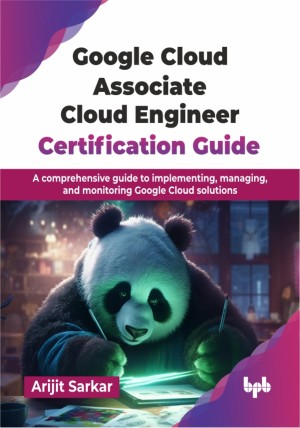 Google Cloud
Associate
Cloud Engineer
Certification Guide
A comprehensive guide to implementing, managing,
and monitoring Google Cloud solutions
Arijit Sarkar
bpb